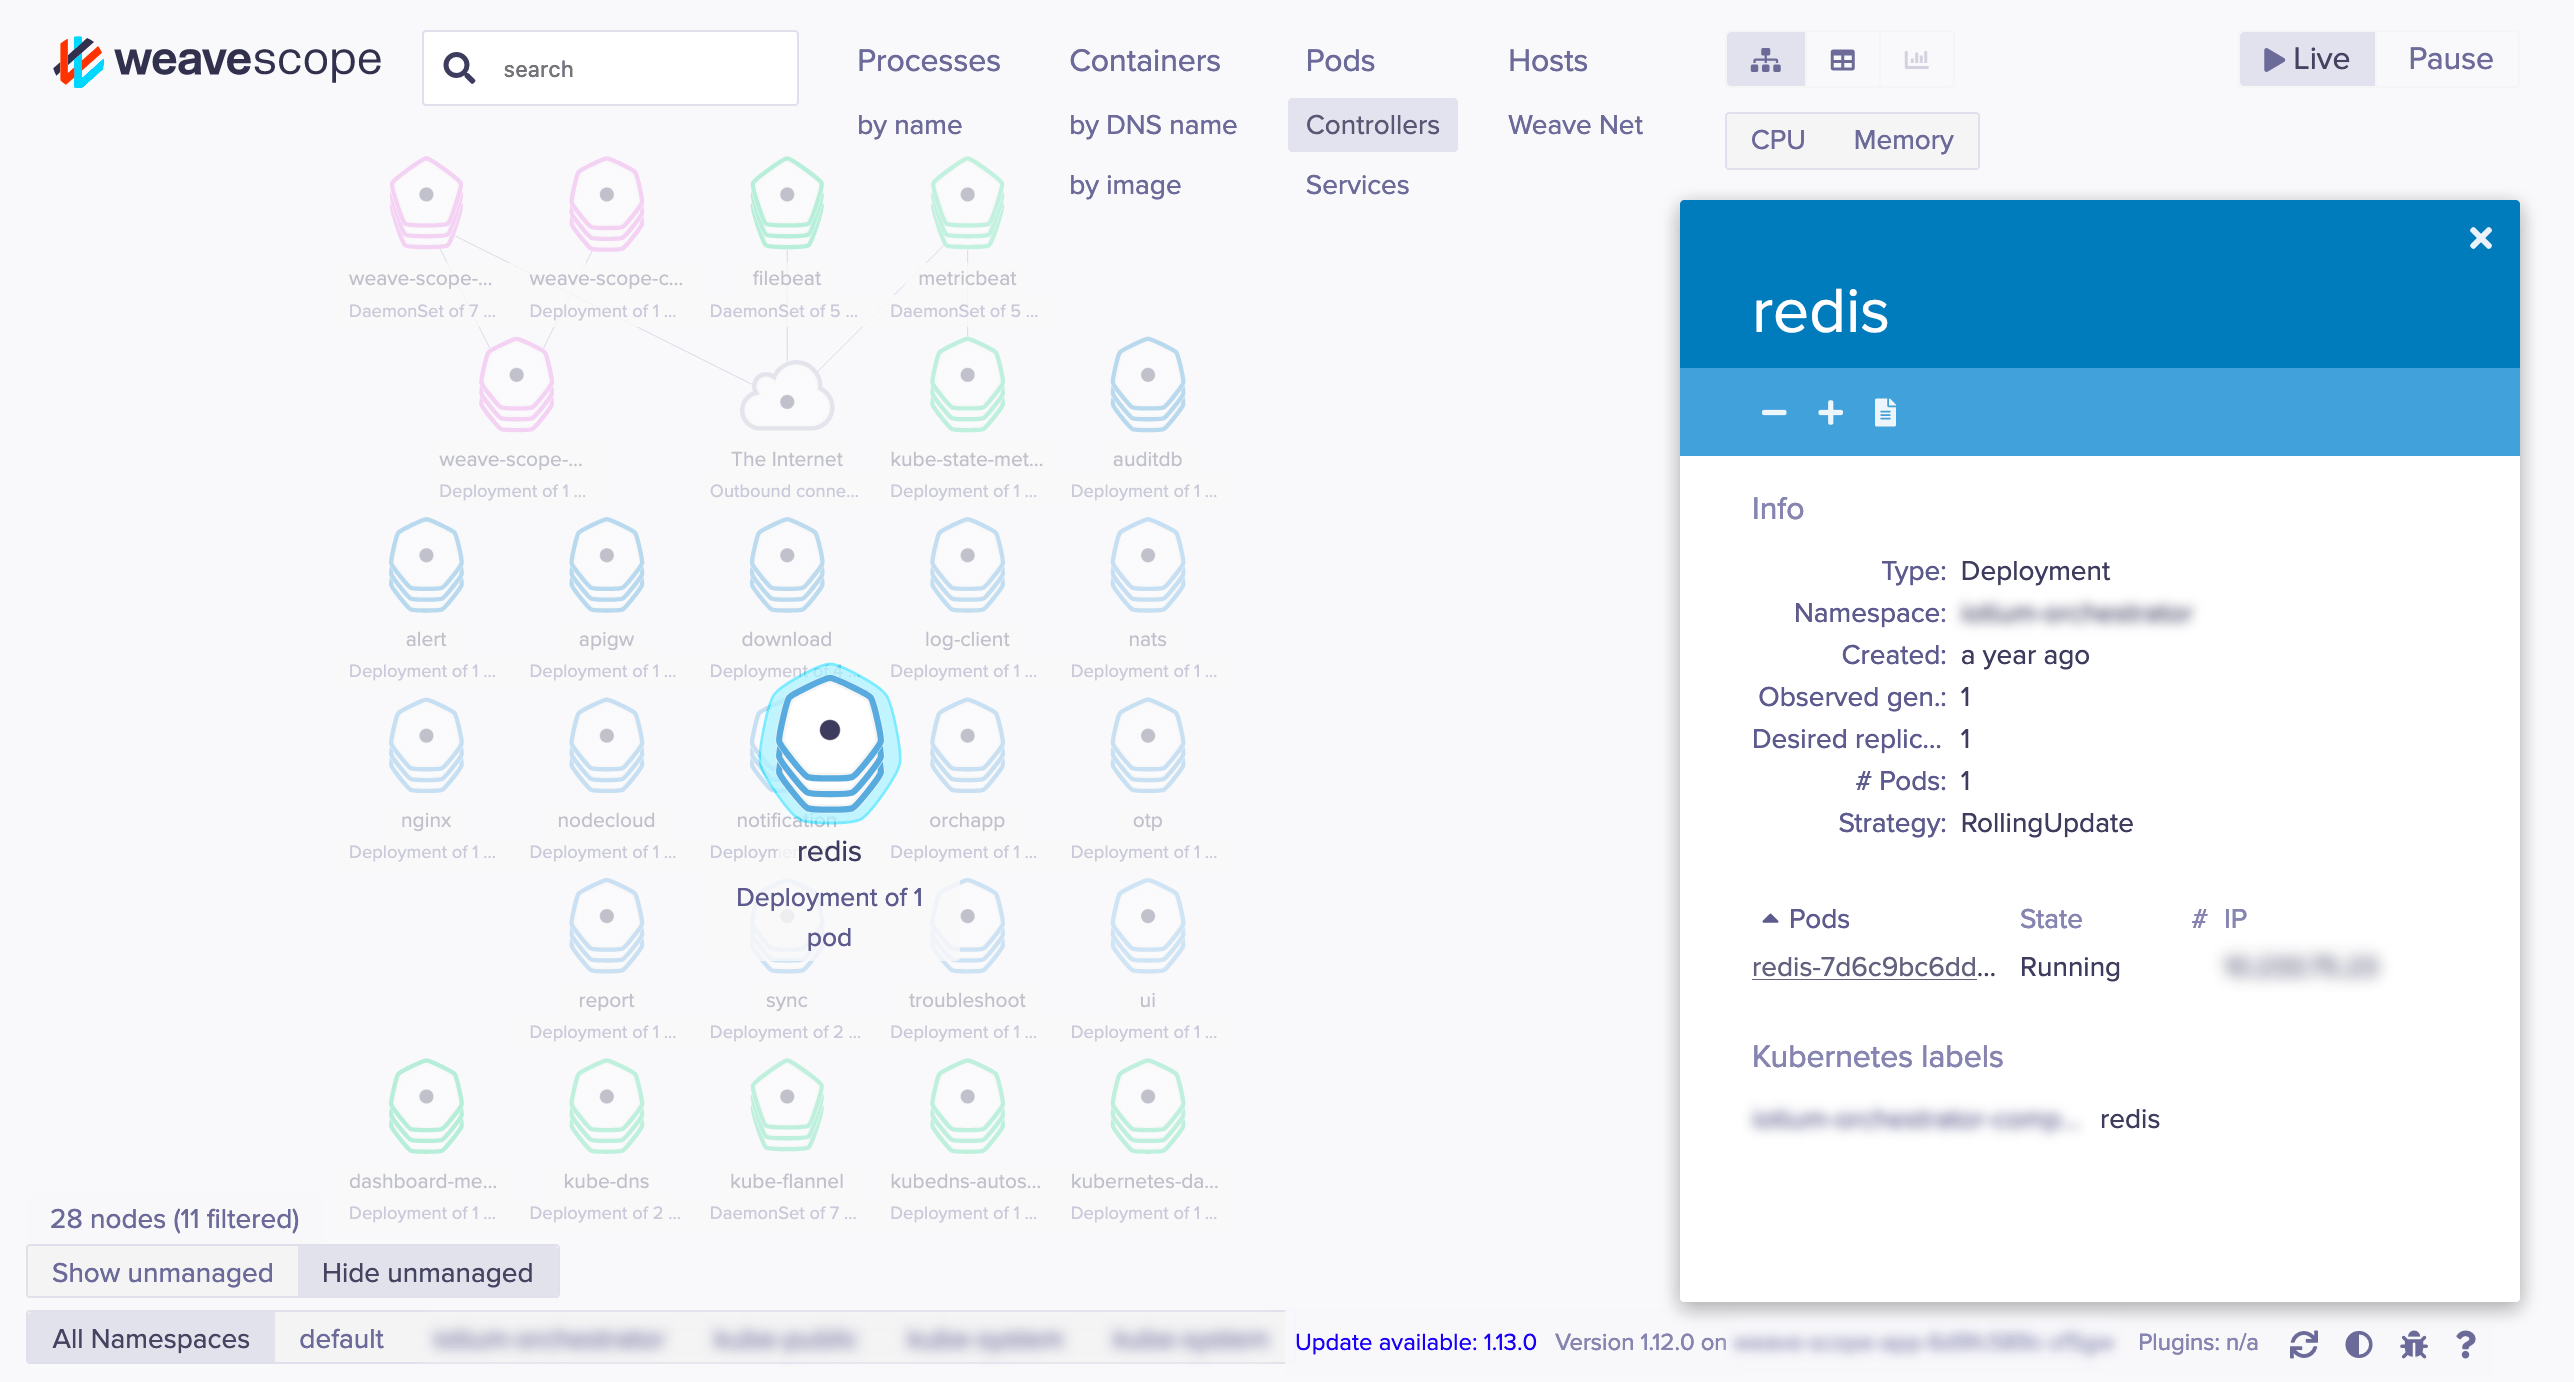 weavescope
search
Processes
Containers
Pods
Hosts
Live
Pause
by name
by DNS name
Controllers
Weave Net
CPU
Memory
by image
Services
weave-scope-...
weave-scope-c...
filebeat
metricbeat
DaemonSet of 7 ...
Deployment of 1 ...
DaemonSet of 5 ...
DaemonSet of 5 ...
weave-scope-...
The Internet
kube-state-met...
auditdb
Deployment of 1 ...
Outbound conne...
Deployment of 1 ...
Deployment of 1 ...
alert
apigw
download
log-client
nats
Deployment of 1 ...
Deployment of 1 ...
Deployment of 4 ...
Deployment of 1 ...
Deployment of 1 ...
nginx
nodecloud
notification
orchapp
otp
Deployment of 1 ...
Deployment of 1 ...
Deployme
Deployment of 1 ...
Deployment of 1 ...
redis
Deployment of 1
pod
report
sync
troubleshoot
ui
Deployment of 1 ...
Deployment of 2 ...
Deployment of 1 ...
Deployment of 1 ...
dashboard-me...
kube-dns
kube-flannel
kubedns-autos...
kubernetes-da...
Deployment of 1 ...
Deployment of 2 ...
DaemonSet of 7 ...
Deployment of 1 ...
Deployment of 1 ...
redis
Info
Type: Deployment
Namespace:
Created: a year ago
Observed gen.: 1
Desired replic... 1
# Pods: 1
Strategy: RollingUpdate
Pods State # IP
redis-7d6c9bc6dd... Running
Kubernetes labels
redis
28 nodes (11 filtered)
Show unmanaged
Hide unmanaged
All Namespaces
default
Update available: 1.13.0
Version 1.12.0 on
Plugins: n/a